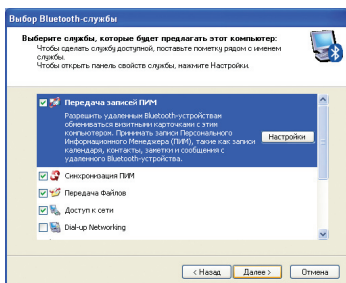 Выбор Bluetooth-службы
Выберите службы, которые будет предлагать этот компьютер:
Чтобы сделать службу доступной, поставьте пометку рядом с именем
службы.
Чтобы открыть панель свойств службы, нажмите Настройки.
Передача записей ПИМ
Разрешить удаленным Bluetooth-устройствам
обмениваться визитными карточками с этим
компьютером. Принимать записи Персонального
Информационного Менеджера (ПИМ), такие как записи
календаря, контакты, заметки и сообщения с
удаленного Bluetooth-устройства.
Настройки
Синхронизация ПИМ
Передача Файлов
Доступ к сети
Dial-up Networking
< Назад
Далее >
Отмена